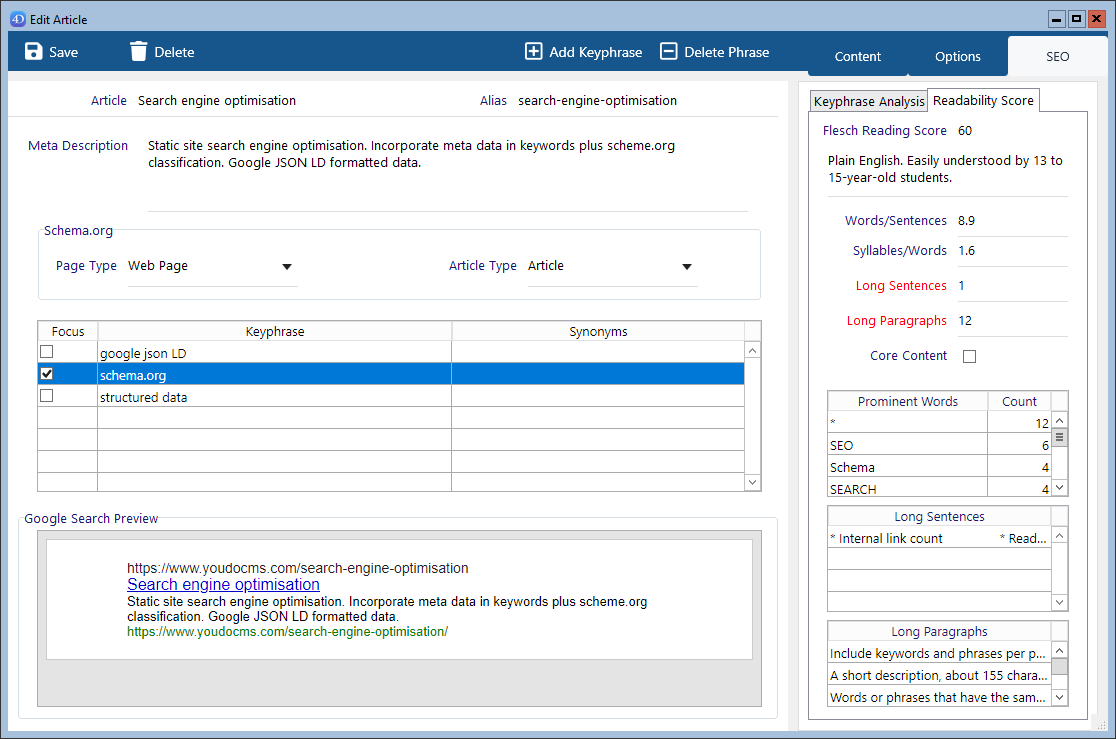 4D Edit Article
Save Delete Add Keyphrase Delete Phrase Content Options SEO
Article Search engine optimisation Alias search-engine-optimisation
Meta Description Static site search engine optimisation. Incorporate meta data in keywords plus scheme.org
classification. Google JSON LD formatted data.
Schema.org
Page Type Web Page Article Type Article
Focus Keyphrase Synonyms
google json LD
schema.org
structured data
Google Search Preview
https://www.youdocms.com/search-engine-optimisation
Search engine optimisation
Static site search engine optimisation. Incorporate meta data in keywords plus scheme.org
classification. Google JSON LD formatted data.
https://www.youdocms.com/search-engine-optimisation/
Keyphrase Analysis Readability Score
Flesch Reading Score 60
Plain English. Easily understood by 13 to
15-year-old students.
Words/Sentences 8.9
Syllables/Words 1.6
Long Sentences 1
Long Paragraphs 12
Core Content
Prominent Words Count
* 12
SEO 6
Schema 4
SEARCH 4
Long Sentences
* Internal link count * Read...
Long Paragraphs
Include keywords and phrases per p...
A short description, about 155 chara...
Words or phrases that have the sam...